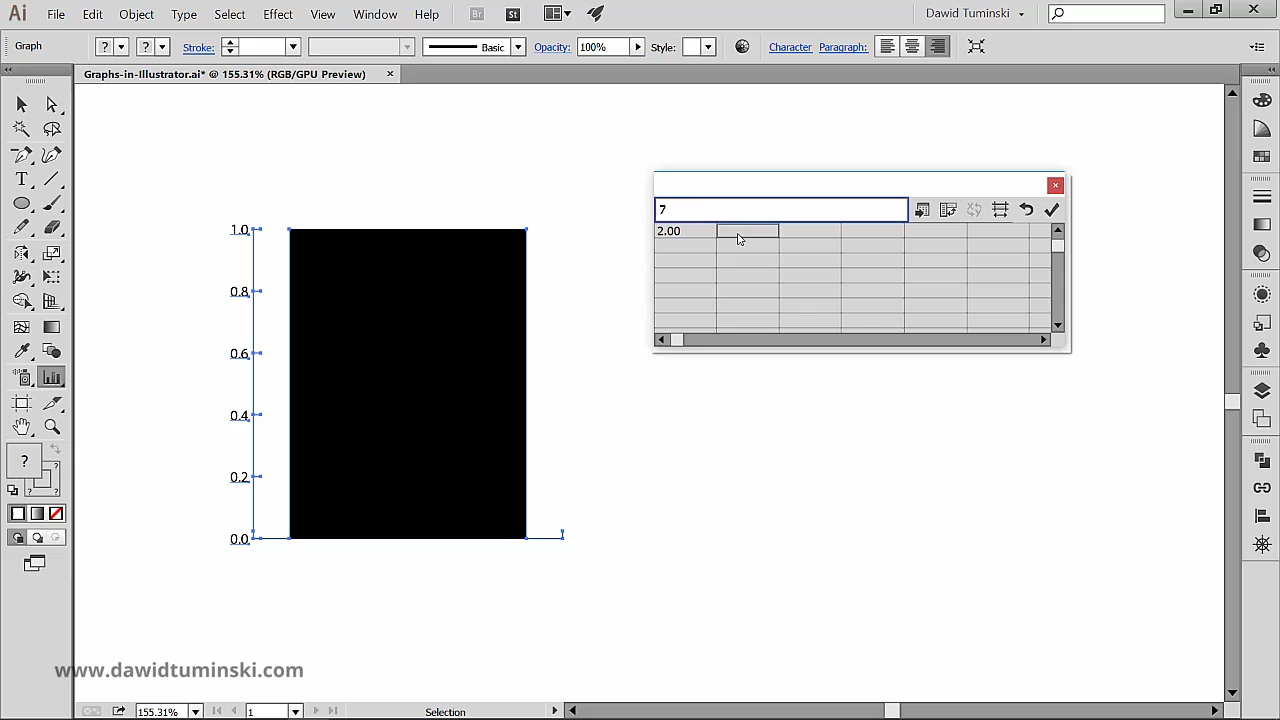 Ai File Edit Object Type Select Effect View Window Help Br St Dawid Tuminski
Graph ? ? Stroke: Basic Opacity: 100% Style: Character Paragraph:
Graphs-in-Illustrator.ai* @ 155.31% (RGB/GPU Preview) ×
7
2.00
1.0
0.8
0.6
0.4
0.2
0.0
T
?
?
?
www.dawidtuminski.com
155.31% 1 Selection